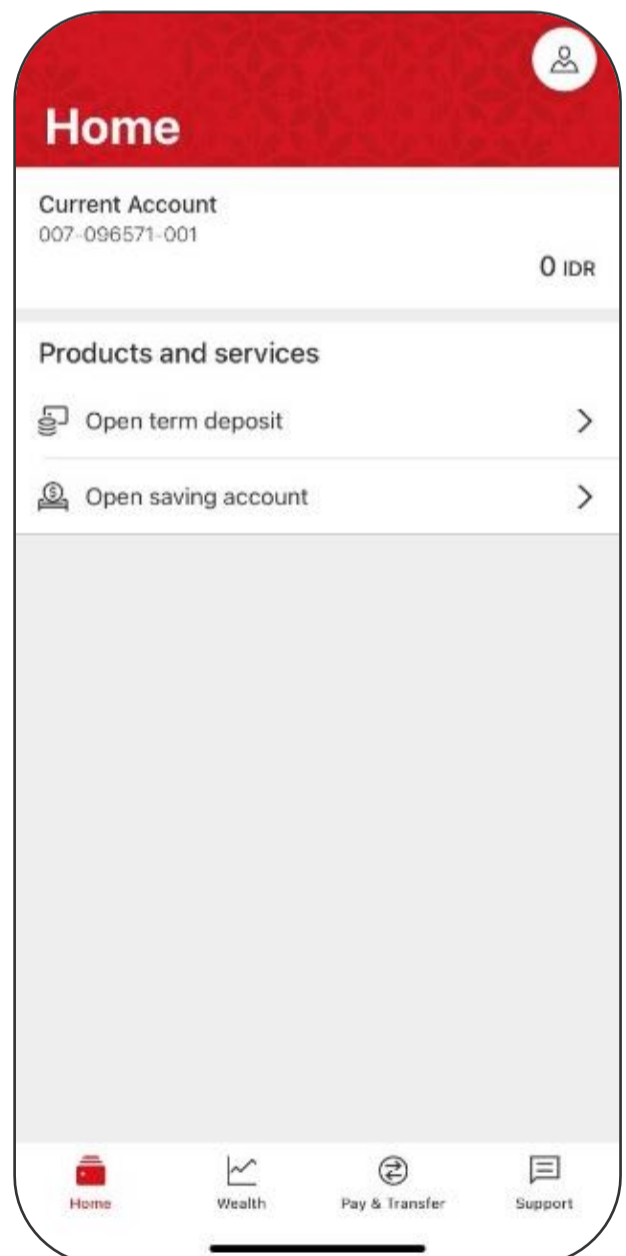 Home
Current Account
007-096571-001
0 IDR
Products and services
Open term deposit
Open saving account
Home
Wealth
Pay & Transfer
Support